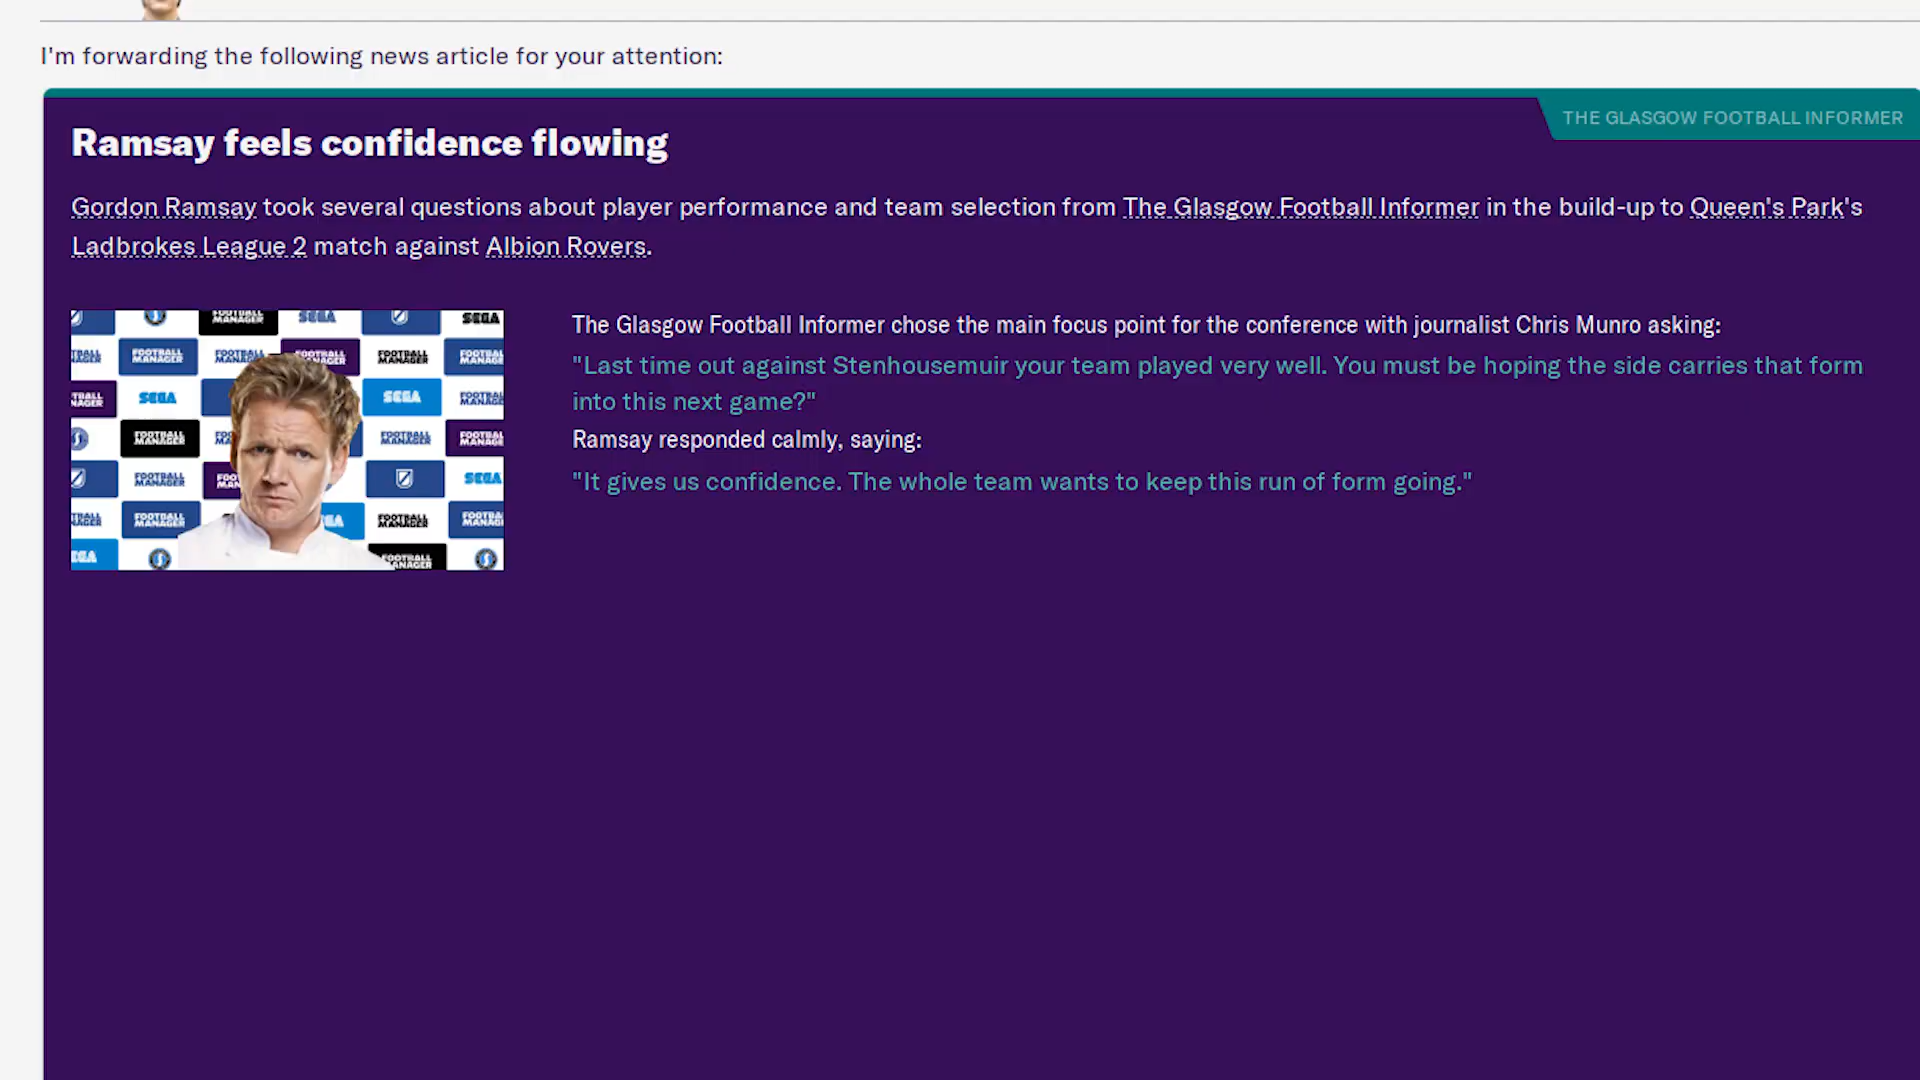 I'm forwarding the following news article for your attention:
THE GLASGOW FOOTBALL INFORMER
Ramsay feels confidence flowing
Gordon Ramsay took several questions about player performance and team selection from The Glasgow Football Informer in the build-up to Queen's Park's
Ladbrokes League 2 match against Albion Rovers.
The Glasgow Football Informer chose the main focus point for the conference with journalist Chris Munro asking:
"Last time out against Stenhousemuir your team played very well. You must be hoping the side carries that form
into this next game?"
Ramsay responded calmly, saying:
"It gives us confidence. The whole team wants to keep this run of form going."
FOOTBALL MANAGER
SEGA